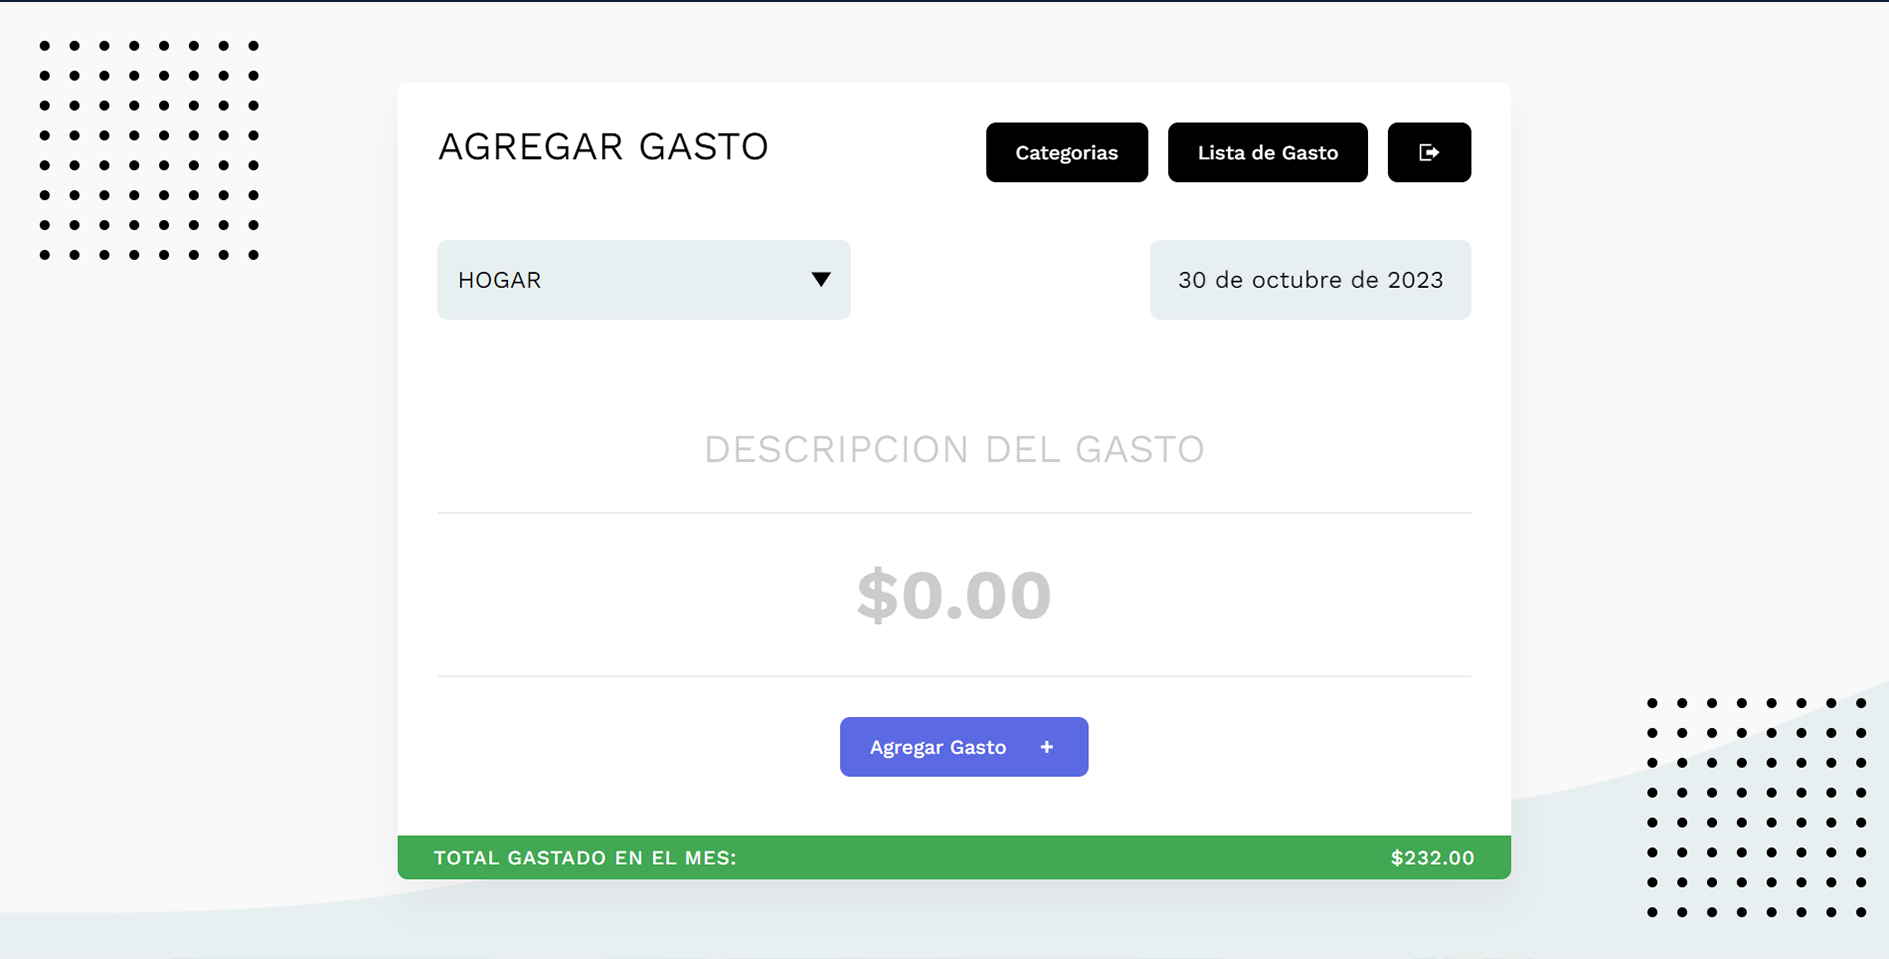 AGREGAR GASTO
Categorias
Lista de Gasto
HOGAR
30 de octubre de 2023
DESCRIPCION DEL GASTO
$0.00
Agregar Gasto +
TOTAL GASTADO EN EL MES:
$232.00